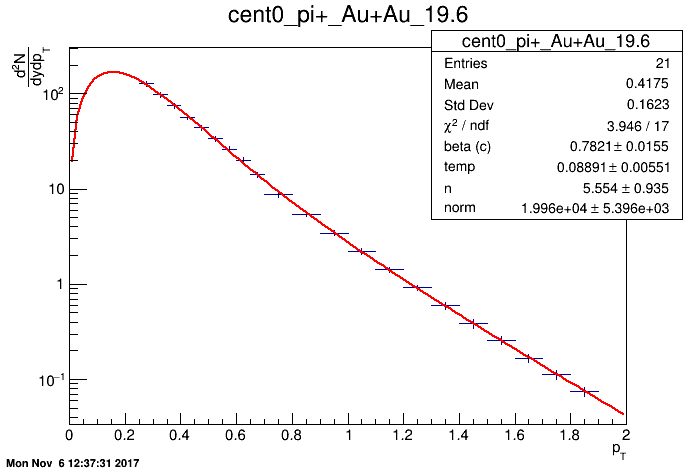 cent0_pi+_Au+Au_19.6
d²N
dydp_T
cent0_pi+_Au+Au_19.6
Entries 21
Mean 0.4175
Std Dev 0.1623
χ² / ndf 3.946 / 17
beta (c) 0.7821 ± 0.0155
temp 0.08891 ± 0.00551
n 5.554 ± 0.935
norm 1.996e+04 ± 5.396e+03
10²
10
1
10⁻¹
0 0.2 0.4 0.6 0.8 1 1.2 1.4 1.6 1.8 2
p_T
Mon Nov 6 12:37:31 2017